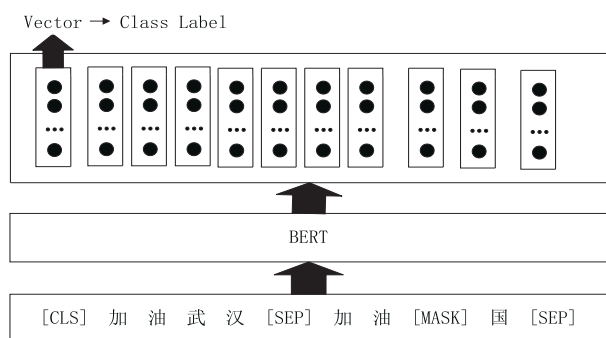 Vector → Class Label
BERT
[CLS] 加 油 武 汉 [SEP] 加 油 [MASK] 国 [SEP]